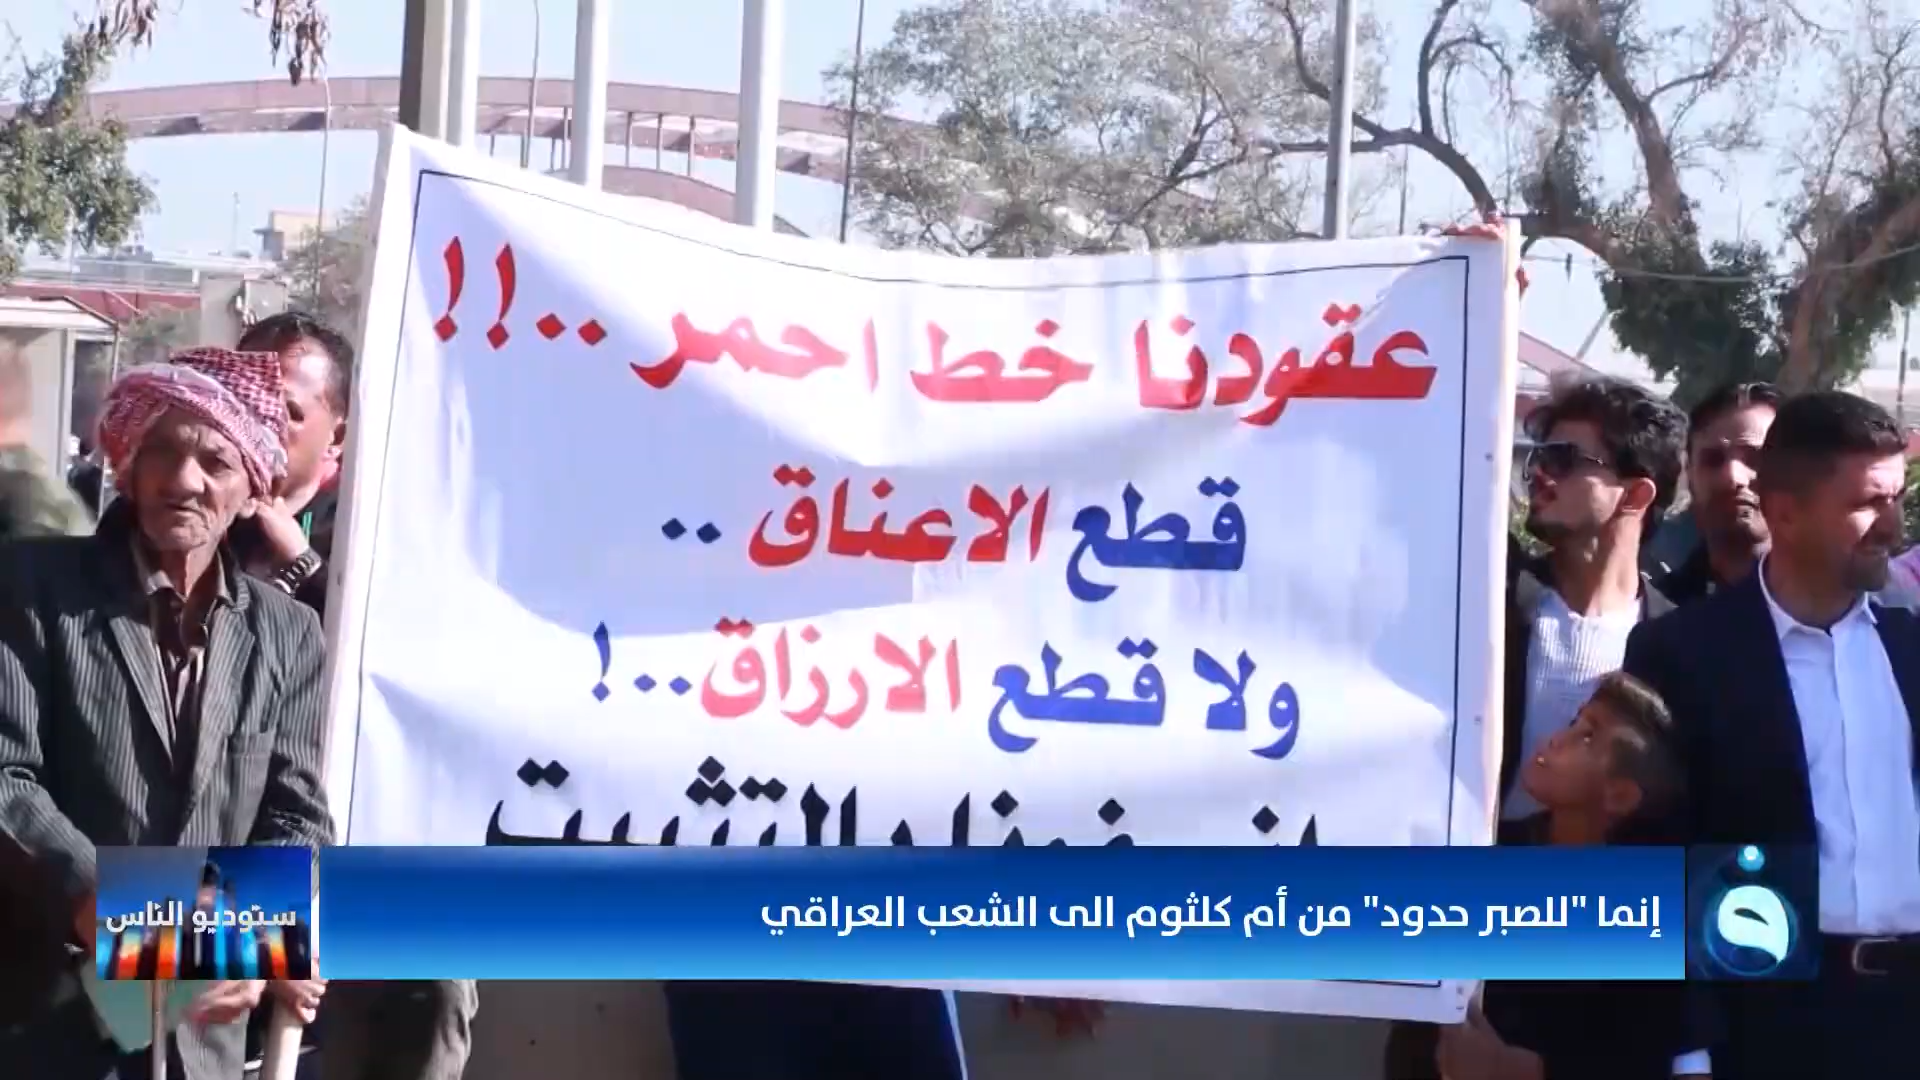 عقودنا خط احمر ..!!
قطع الاعناق ..
ولا قطع الارزاق..!
بالتثبيت
إنما "للصبر حدود" من أم كلثوم الى الشعب العراقي
ستوديو الناس